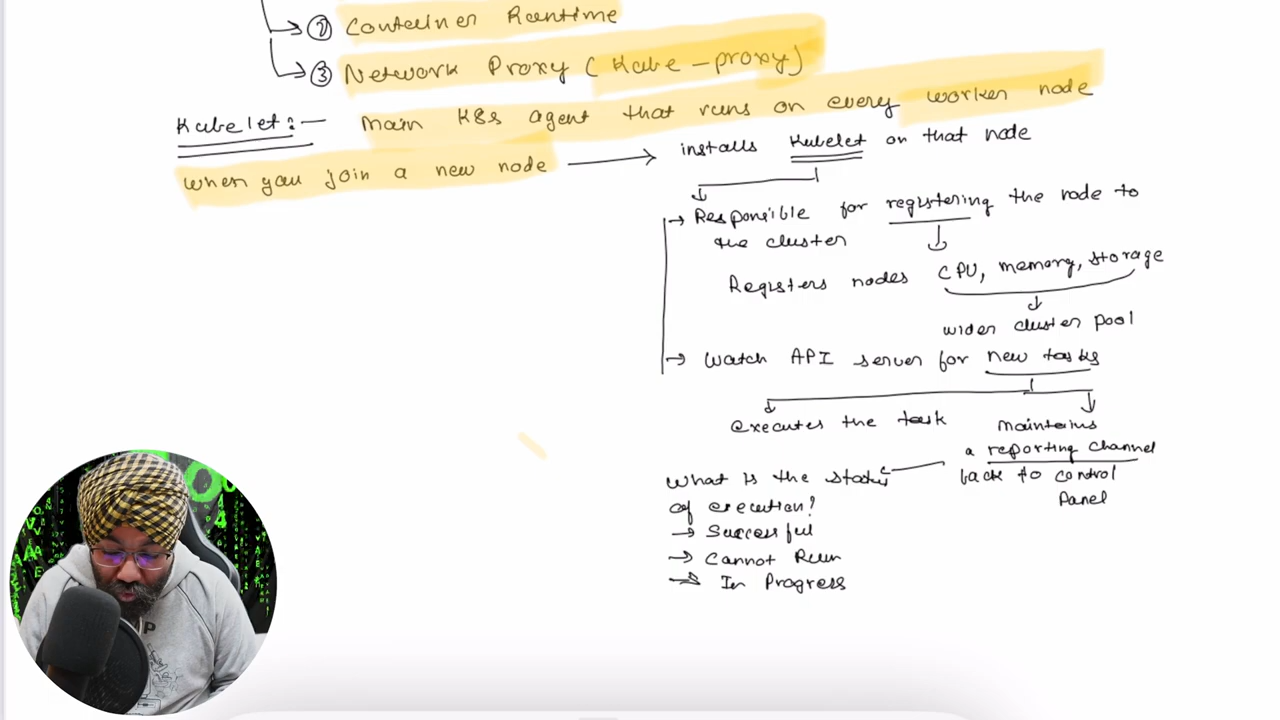 ② Container Runtime
③ Network Proxy (Kube-proxy)
Kubelet:- Main K8s agent that runs on every worker node
when you join a new node → installs Kubelet on that node
→ Responsible for registering the node to
the cluster
Registers nodes CPU, memory, storage
wider cluster pool
→ Watch API server for new tasks
executes the task
Maintains
a reporting channel
back to control
Panel
What is the status
of execution?
→ Successful
→ Cannot Run
→ In Progress